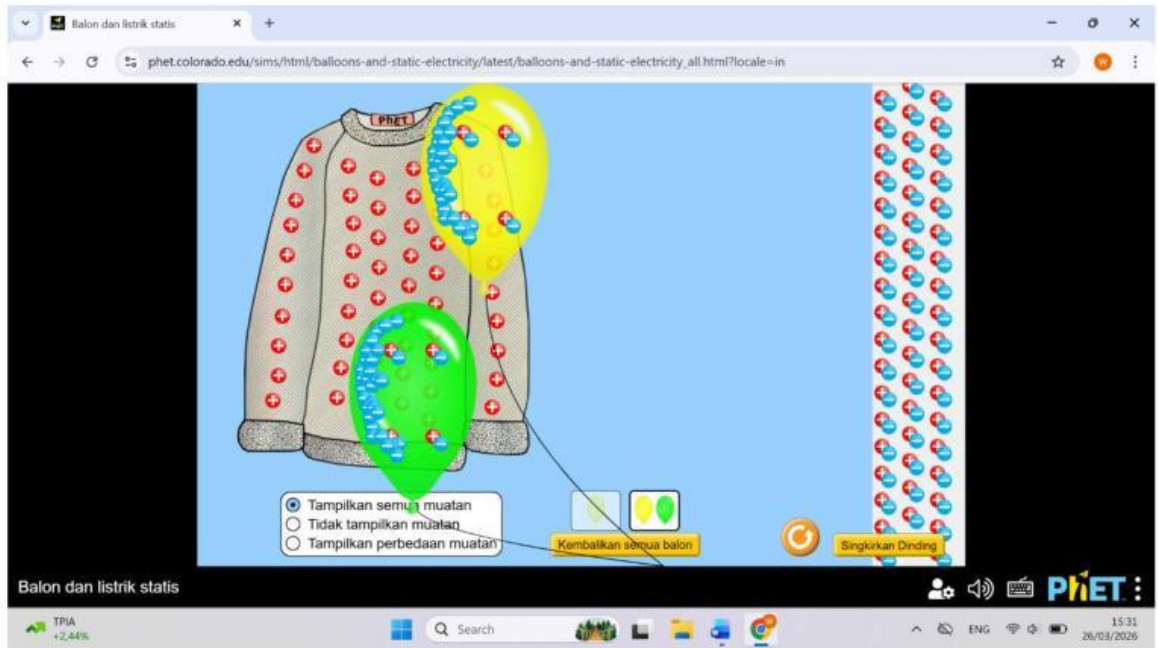 Balon dan listrik statis
phet.colorado.edu/sims/html/balloons-and-static-electricity/latest/balloons-and-static-electricity_all.html?locale=in
W
PhET
Tampilkan semua muatan
Tidak tampilkan muatan
Tampilkan perbedaan muatan
Kembalikan semua balon
Singkirkan Dinding
Balon dan listrik statis
PhET
TPIA
+2,44%
Search
ENG
15:31
26/03/2026